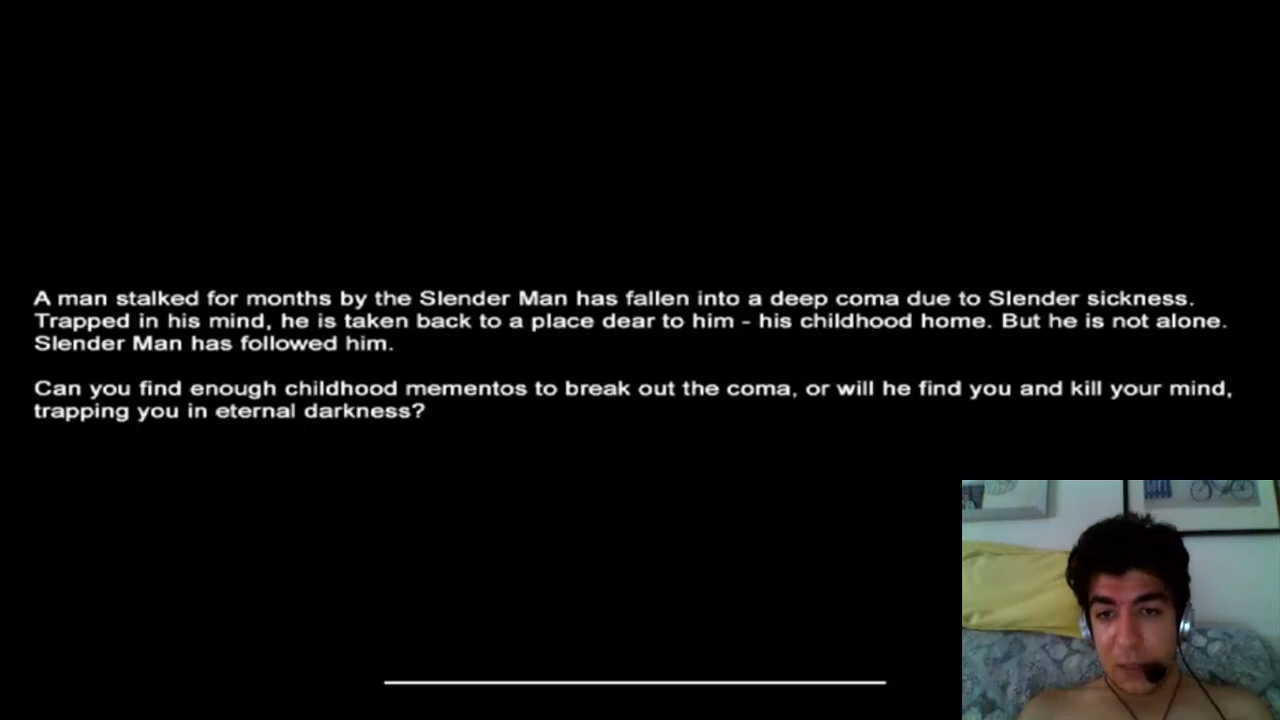 A man stalked for months by the Slender Man has fallen into a deep coma due to Slender sickness.
Trapped in his mind, he is taken back to a place dear to him - his childhood home. But he is not alone.
Slender Man has followed him.
Can you find enough childhood mementos to break out the coma, or will he find you and kill your mind,
trapping you in eternal darkness?